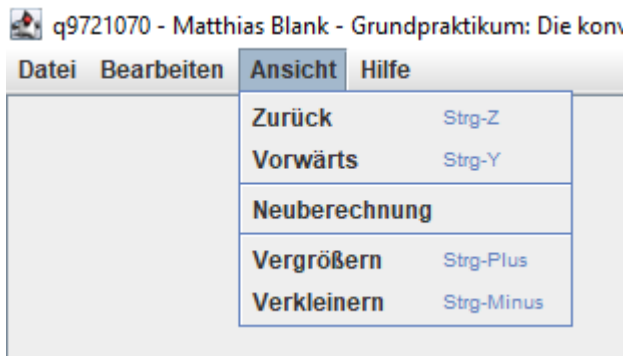 q9721070 - Matthias Blank - Grundpraktikum: Die
Datei Bearbeiten Ansicht Hilfe
Zurück Strg-Z
Vorwärts Strg-Y
Neuberechnung
Vergrößern Strg-Plus
Verkleinern Strg-Minus